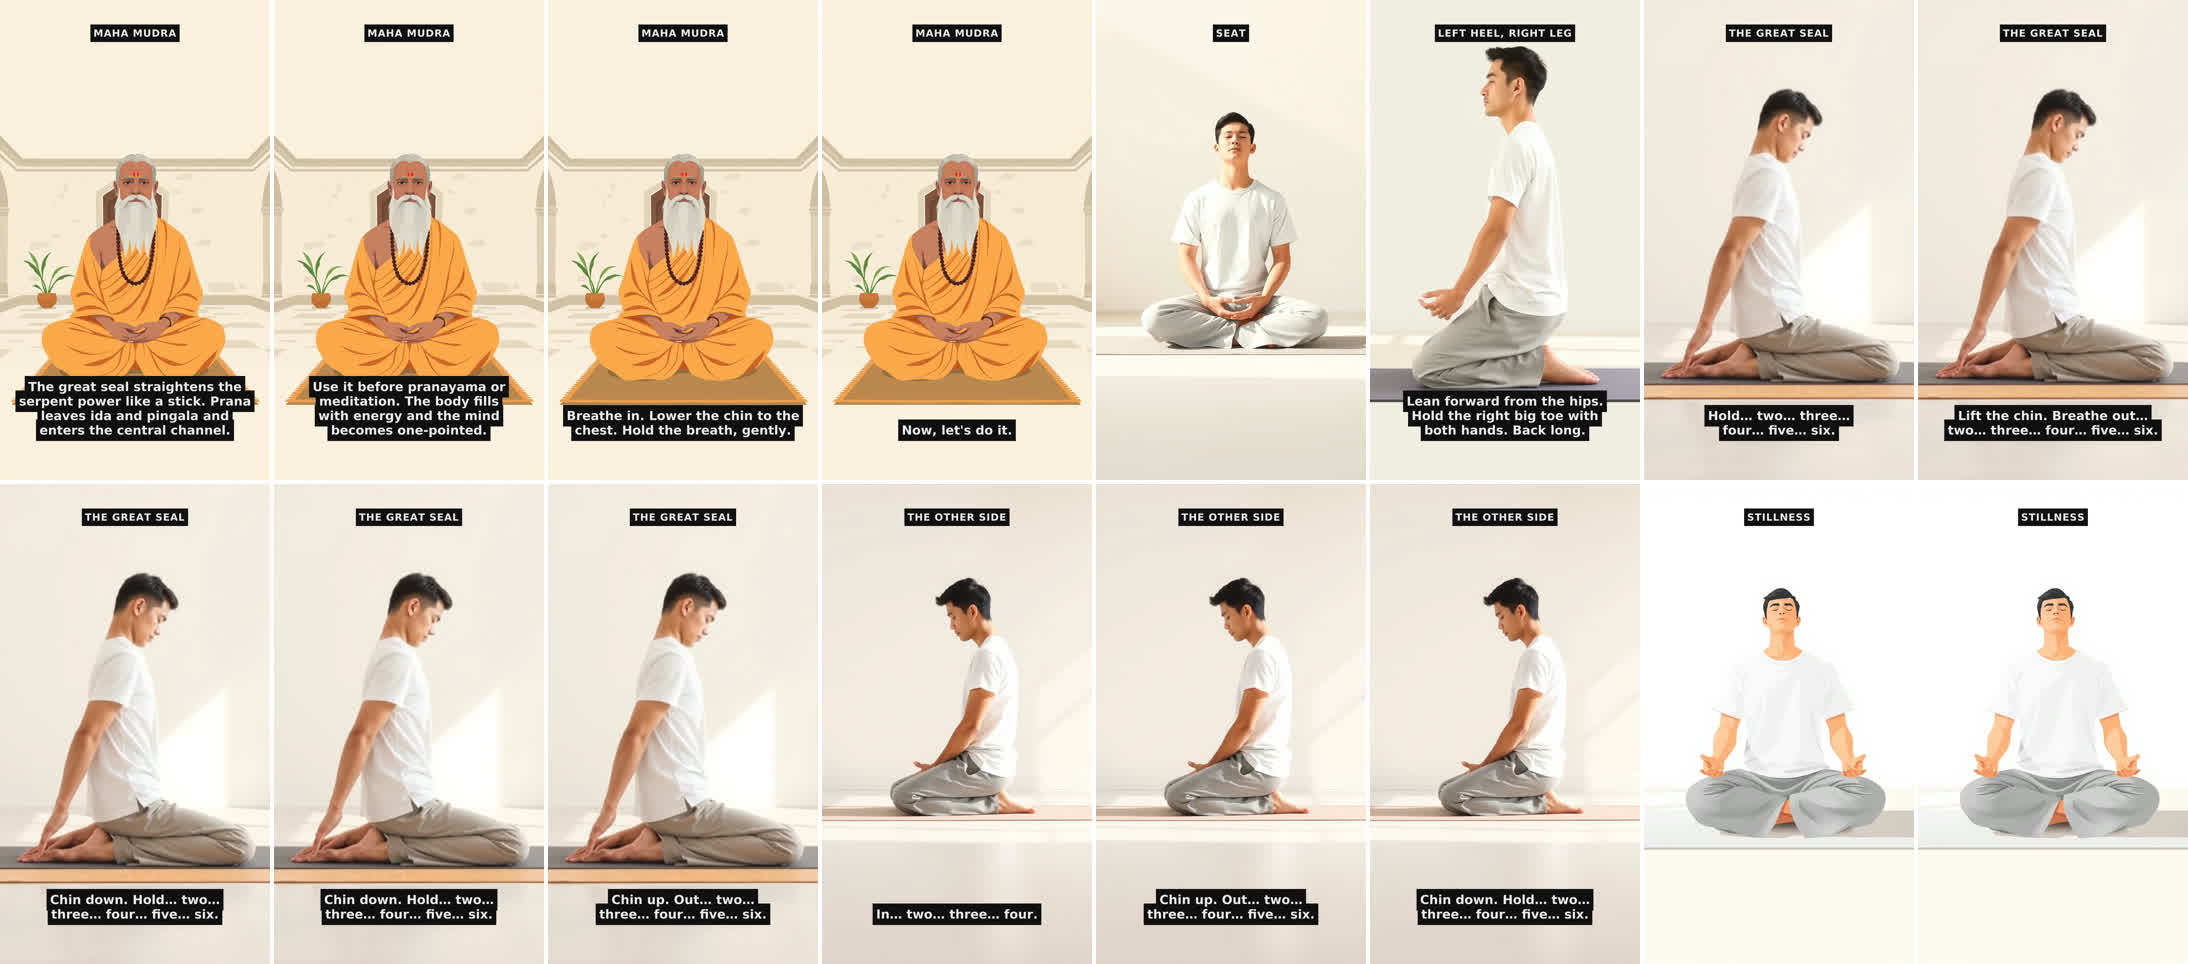 MAHA MUDRA
The great seal straightens the
serpent power like a stick. Prana
leaves ida and pingala and
enters the central channel.
MAHA MUDRA
Use it before pranayama or
meditation. The body fills
with energy and the mind
becomes one-pointed.
MAHA MUDRA
Breathe in. Lower the chin to the
chest. Hold the breath, gently.
MAHA MUDRA
Now, let's do it.
SEAT
LEFT HEEL, RIGHT LEG
Lean forward from the hips.
Hold the right big toe with
both hands. Back long.
THE GREAT SEAL
Hold... two... three...
four... five... six.
THE GREAT SEAL
Lift the chin. Breathe out...
two... three... four... five... six.
THE GREAT SEAL
Chin down. Hold... two...
three... four... five... six.
THE GREAT SEAL
Chin down. Hold... two...
three... four... five... six.
THE GREAT SEAL
Chin up. Out... two...
three... four... five... six.
THE OTHER SIDE
In... two... three... four.
THE OTHER SIDE
Chin up. Out... two...
three... four... five... six.
THE OTHER SIDE
Chin down. Hold... two...
three... four... five... six.
STILLNESS
STILLNESS